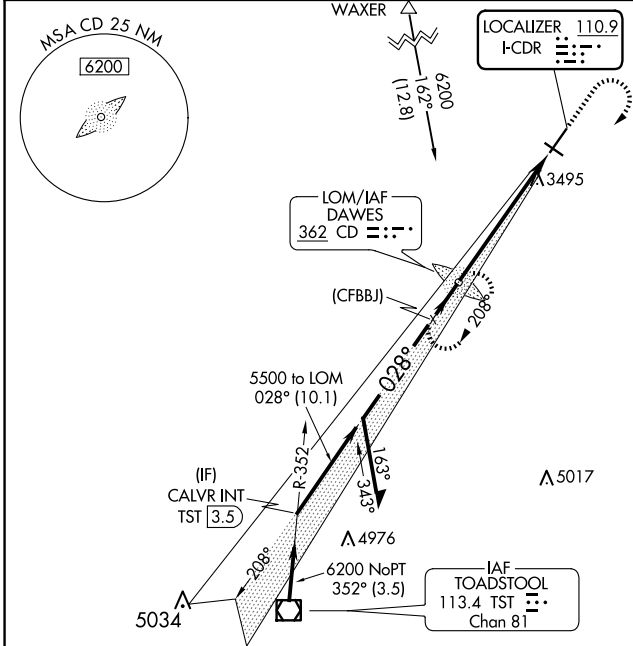 MSA CD 25 NM
6200
WAXER
6200
162°
(12.8)
LOCALIZER 110.9
I-CDR
3495
LOM/IAF
DAWES
362 CD
(CFBBJ)
208°
028°
5500 to LOM
028° (10.1)
R-352
163°
343°
(IF)
CALVR INT
TST 3.5
5017
4976
208°
6200 NoPT
352° (3.5)
5034
IAF
TOADSTOOL
113.4 TST
Chan 81